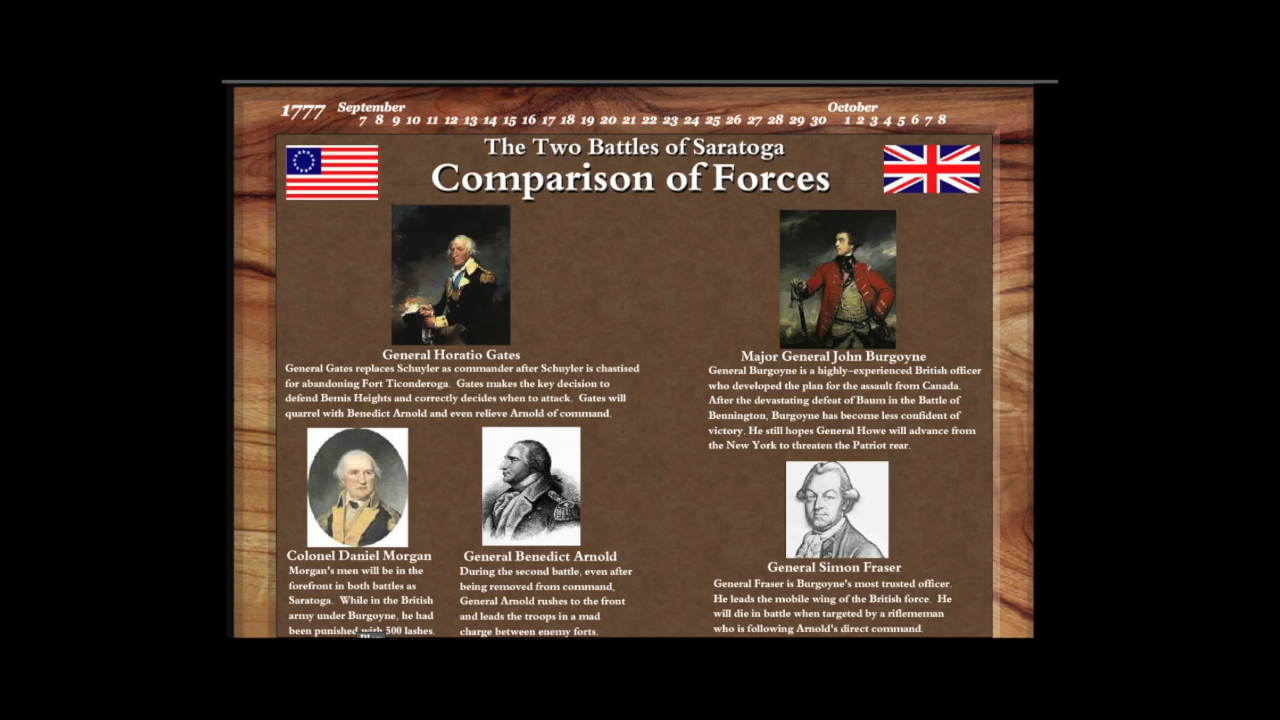 1777 September October
7 8 9 10 11 12 13 14 15 16 17 18 19 20 21 22 23 24 25 26 27 28 29 30 1 2 3 4 5 6 7 8
The Two Battles of Saratoga
Comparison of Forces
General Horatio Gates
General Gates replaces Schuyler as commander after Schuyler is chastised
for abandoning Fort Ticonderoga. Gates makes the key decision to
defend Bemis Heights and correctly decides when to attack. Gates will
quarrel with Benedict Arnold and even relieve Arnold of command.
Colonel Daniel Morgan
Morgan's men will be in the
forefront in both battles as
Saratoga. While in the British
army under Burgoyne, he had
been punished with 500 lashes.
General Benedict Arnold
During the second battle, even after
being removed from command,
General Arnold rushes to the front
and leads the troops in a mad
charge between enemy forts.
Major General John Burgoyne
General Burgoyne is a highly-experienced British officer
who developed the plan for the assault from Canada.
After the devastating defeat of Baum in the Battle of
Bennington, Burgoyne has become less confident of
victory. He still hopes General Howe will advance from
the New York to threaten the Patriot rear.
General Simon Fraser
General Fraser is Burgoyne's most trusted officer.
He leads the mobile wing of the British force. He
will die in battle when targeted by a rifleman
who is following Arnold's direct command.